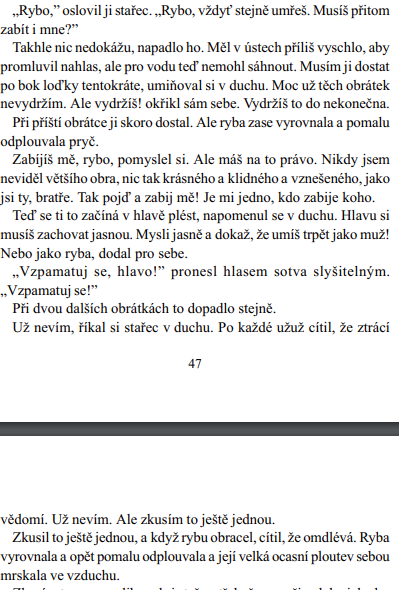 „Rybo,” oslovil ji stařec. „Rybo, vždyť stejně umřeš. Musíš přitom
zabít i mne?”
Takhle nic nedokážu, napadlo ho. Měl v ústech příliš vyschlo, aby
promluvil nahlas, ale pro vodu teď nemohl sáhnout. Musím ji dostat
po bok loďky tentokráte, umiňoval si v duchu. Moc už těch obrátek
nevydržím. Ale vydržíš! okřikl sám sebe. Vydržíš to do nekonečna.
Při příští obrátce ji skoro dostal. Ale ryba zase vyrovnala a pomalu
odplouvala pryč.
Zabíjíš mě, rybo, pomyslel si. Ale máš na to právo. Nikdy jsem
neviděl většího obra, nic tak krásného a klidného a vznešeného, jako
jsi ty, bratře. Tak pojď a zabij mě! Je mi jedno, kdo zabije koho.
Teď se ti to začíná v hlavě plést, napomenul se v duchu. Hlavu si
musíš zachovat jasnou. Mysli jasně a dokaž, že umíš trpět jako muž!
Nebo jako ryba, dodal pro sebe.
„Vzpamatuj se, hlavo!” pronesl hlasem sotva slyšitelným.
„Vzpamatuj se!”
Při dvou dalších obrátkách to dopadlo stejně.
Už nevím, říkal si stařec v duchu. Po každé užuž cítil, že ztrácí
47
vědomí. Už nevím. Ale zkusím to ještě jednou.
Zkusil to ještě jednou, a když rybu obracel, cítil, že omdlévá. Ryba
vyrovnala a opět pomalu odplouvala a její velká ocasní ploutev sebou
mrskala ve vzduchu.